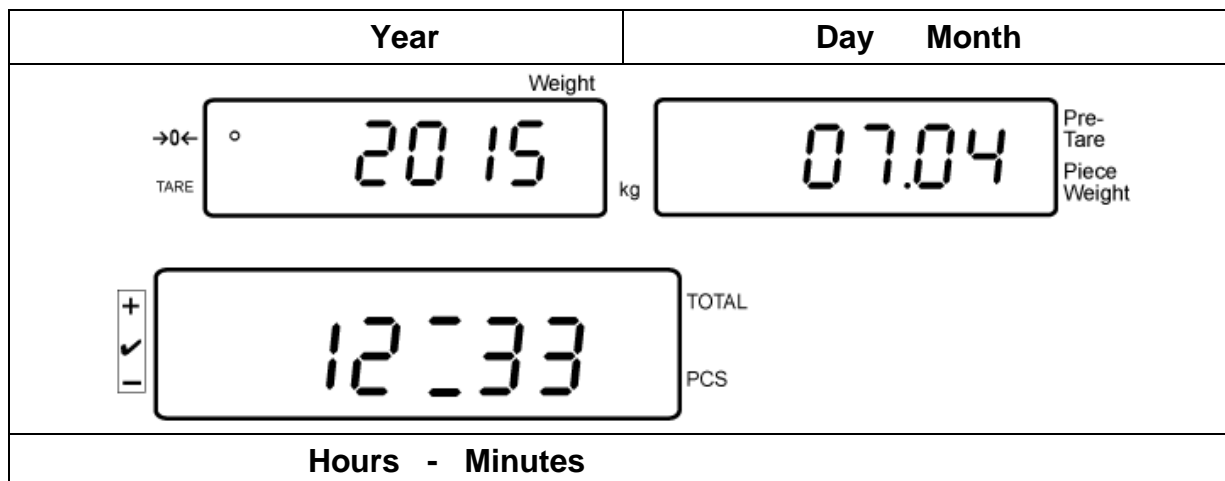 Year Day Month
Weight
→0← 2015 07.04 Pre-
Tare
TARE kg Piece
Weight
+ TOTAL
✔ 12 33
− PCS
Hours - Minutes